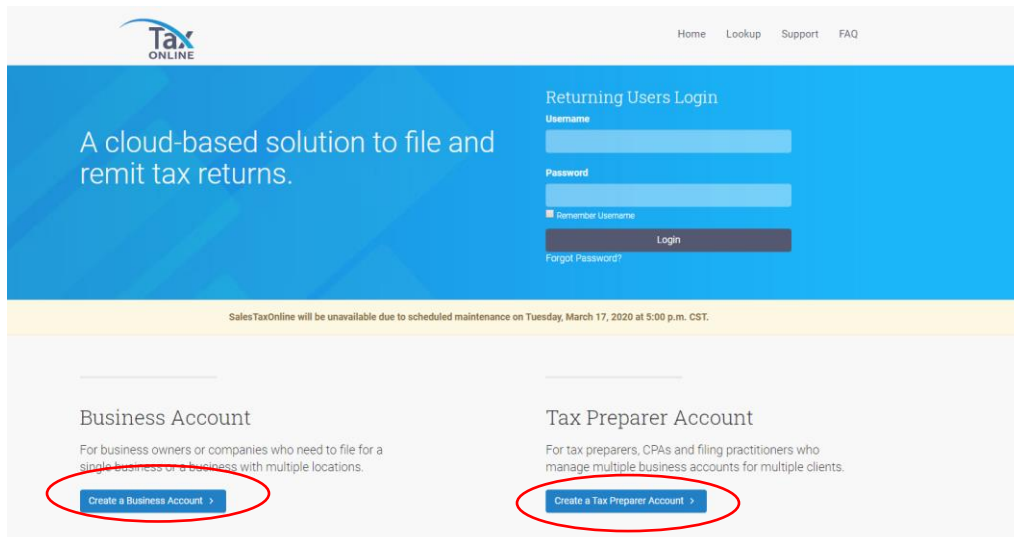 Tax
ONLINE
Home Lookup Support FAQ
A cloud-based solution to file and
remit tax returns.
Returning Users Login
Username
Password
Remember Username
Login
Forgot Password?
SalesTaxOnline will be unavailable due to scheduled maintenance on Tuesday, March 17, 2020 at 5:00 p.m. CST.
Business Account
For business owners or companies who need to file for a
single business or a business with multiple locations.
Create a Business Account >
Tax Preparer Account
For tax preparers, CPAs and filing practitioners who
manage multiple business accounts for multiple clients.
Create a Tax Preparer Account >